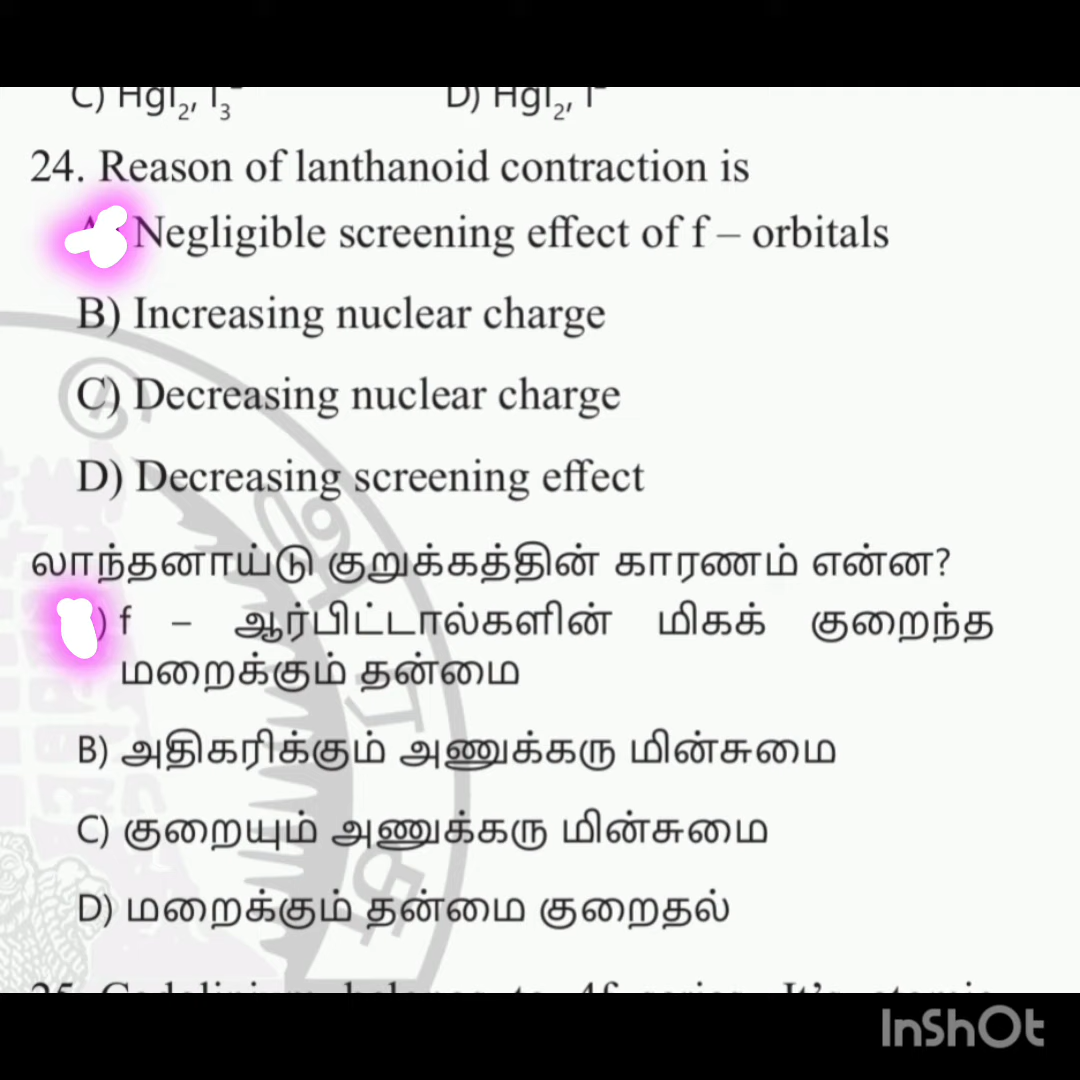 C) HgI₂, I₃⁻ D) HgI₂, I⁻
24. Reason of lanthanoid contraction is
Negligible screening effect of f – orbitals
B) Increasing nuclear charge
C) Decreasing nuclear charge
D) Decreasing screening effect
லாந்தனாய்டு குறுக்கத்தின் காரணம் என்ன?
) f – ஆர்பிட்டால்களின் மிகக் குறைந்த
மறைக்கும் தன்மை
B) அதிகரிக்கும் அணுக்கரு மின்சுமை
C) குறையும் அணுக்கரு மின்சுமை
D) மறைக்கும் தன்மை குறைதல்
InShOt